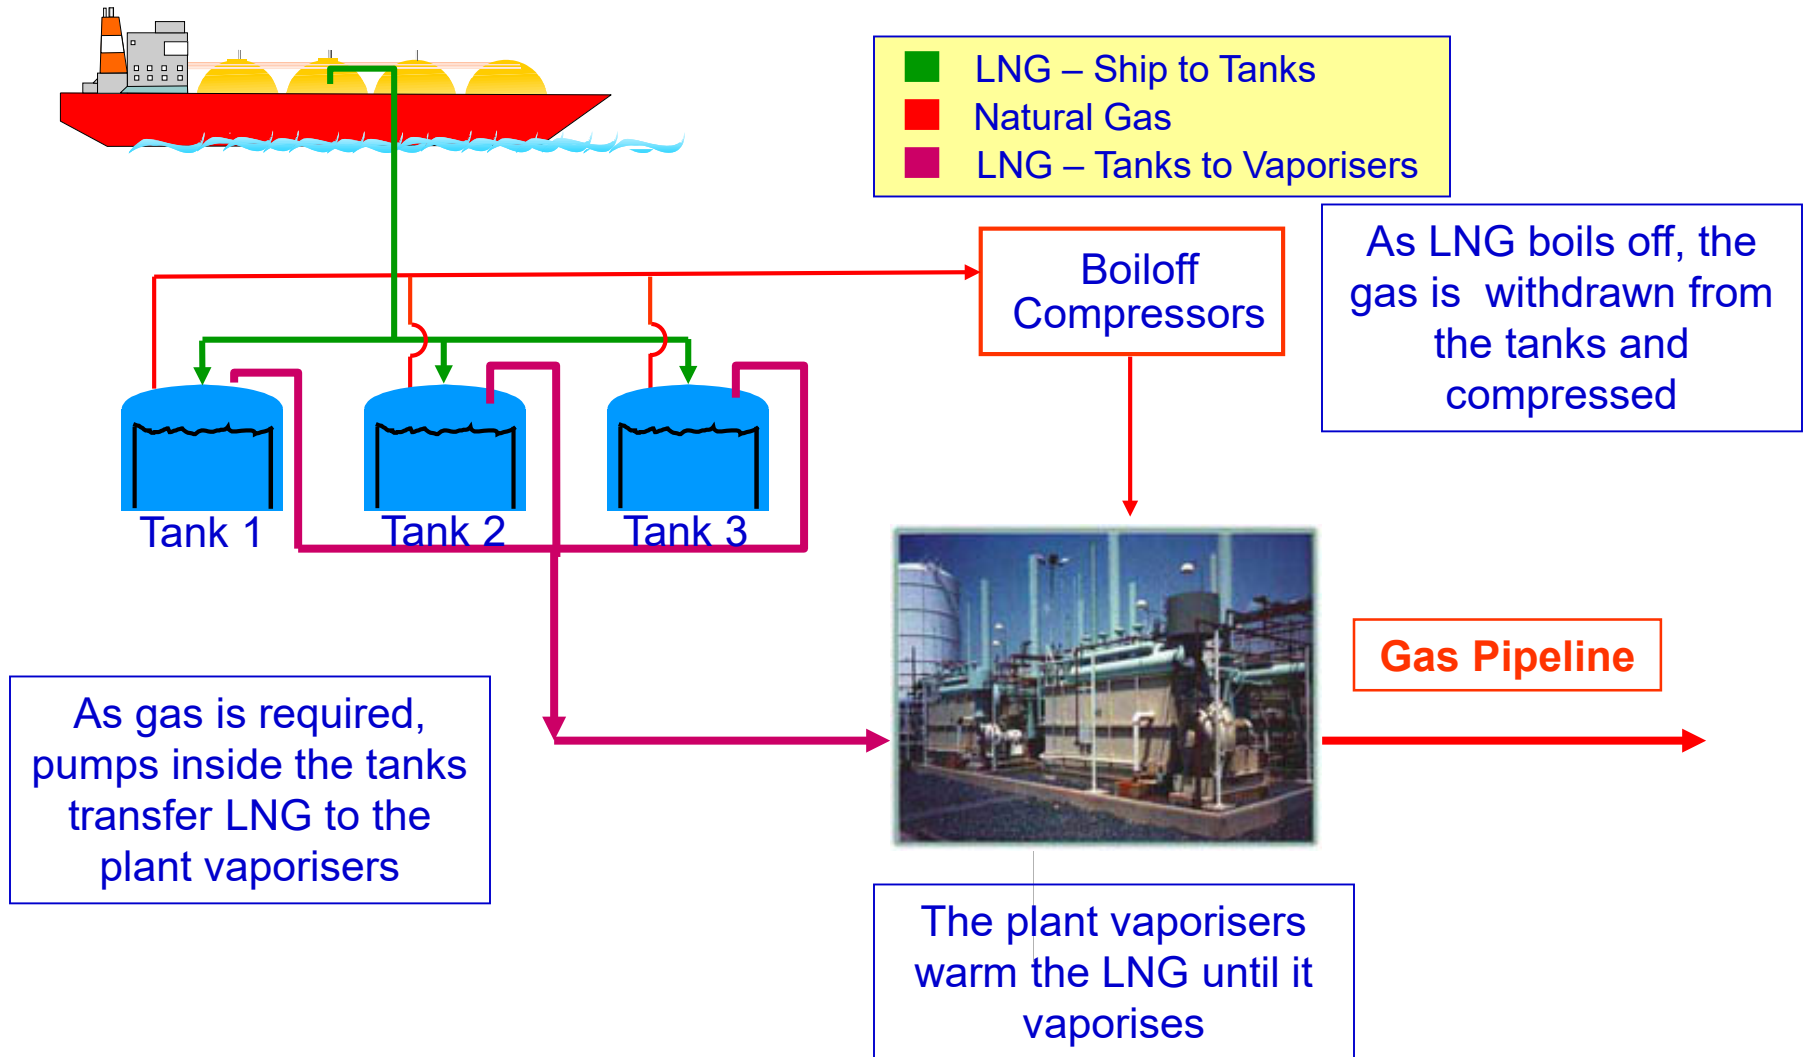 LNG – Ship to Tanks
Natural Gas
LNG – Tanks to Vaporisers
Boiloff
Compressors
As LNG boils off, the
gas is withdrawn from
the tanks and
compressed
Tank 1
Tank 2
Tank 3
Gas Pipeline
As gas is required,
pumps inside the tanks
transfer LNG to the
plant vaporisers
The plant vaporisers
warm the LNG until it
vaporises